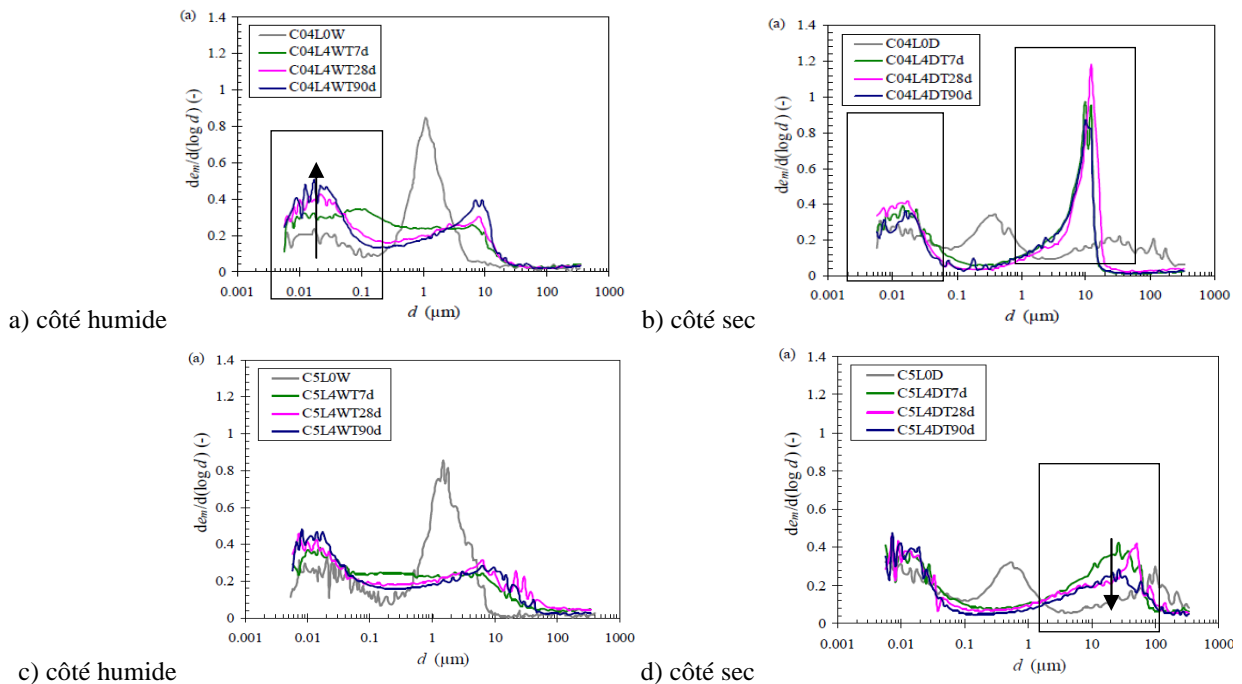 (a)
C04L0W
C04L4WT7d
C04L4WT28d
C04L4WT90d
1.4
1.2
1
0.8
0.6
0.4
0.2
0
de_m/d(log d) (-)
0.001 0.01 0.1 1 10 100 1000
d (µm)
a) côté humide
(a)
C04L0D
C04L4DT7d
C04L4DT28d
C04L4DT90d
1.4
1.2
1
0.8
0.6
0.4
0.2
0
de_m/d(log d) (-)
0.001 0.01 0.1 1 10 100 1000
d (µm)
b) côté sec
(a)
C5L0W
C5L4WT7d
C5L4WT28d
C5L4WT90d
1.4
1.2
1
0.8
0.6
0.4
0.2
0
de_m/d(log d) (-)
0.001 0.01 0.1 1 10 100 1000
d (µm)
c) côté humide
(a)
C5L0D
C5L4DT7d
C5L4DT28d
C5L4DT90d
1.4
1.2
1
0.8
0.6
0.4
0.2
0
de_m/d(log d) (-)
0.001 0.01 0.1 1 10 100 1000
d (µm)
d) côté sec